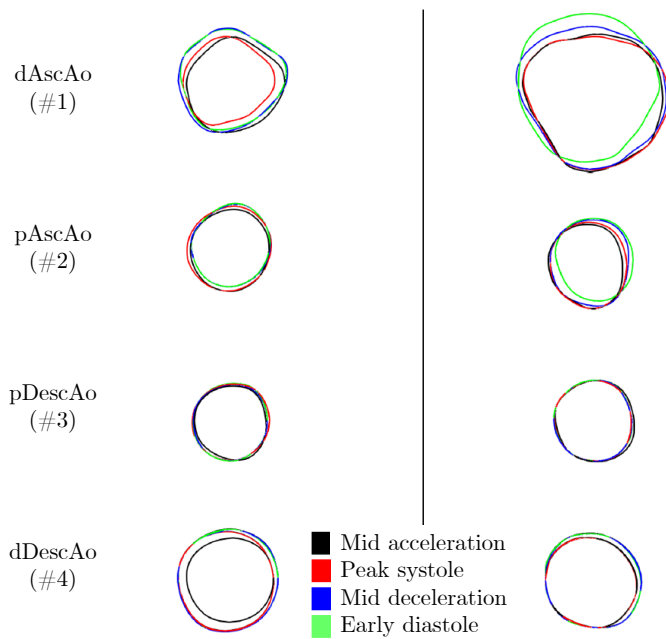 dAscAo
(#1)
pAscAo
(#2)
pDescAo
(#3)
dDescAo
(#4)
Mid acceleration
Peak systole
Mid deceleration
Early diastole